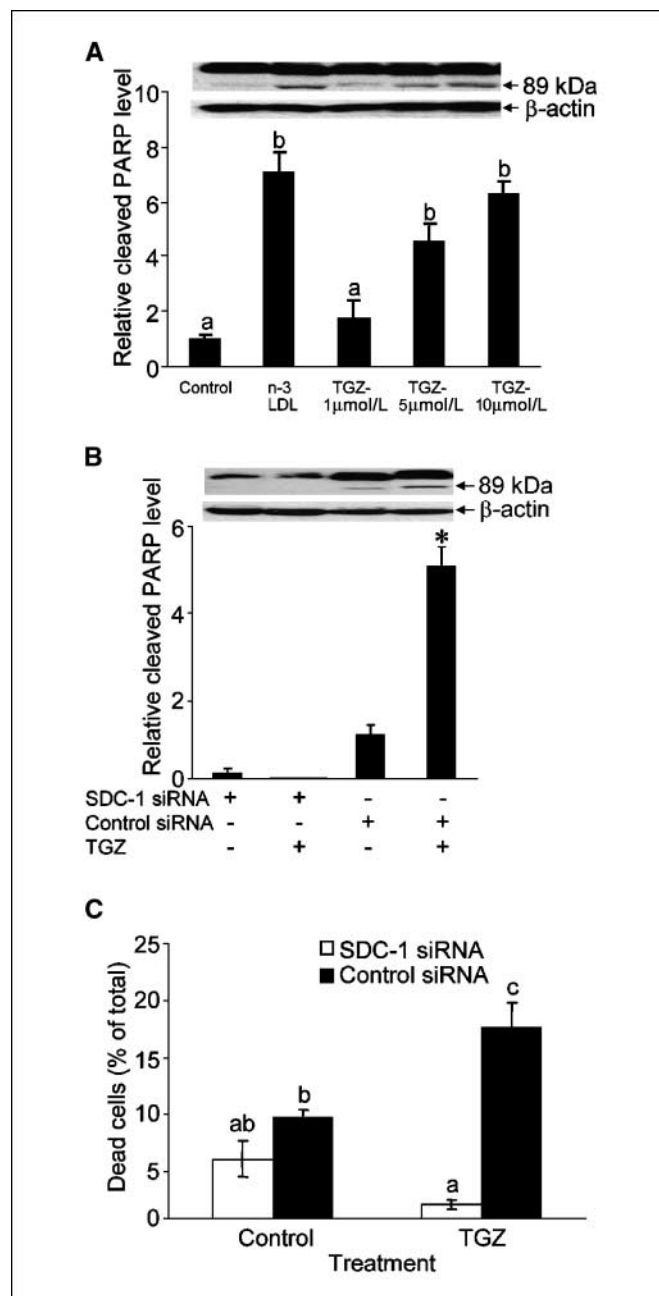 A
89 kDa
β-actin
Relative cleaved PARP level
10
8
6
4
2
0
a
b
a
b
b
Control
n-3 LDL
TGZ- 1μmol/L
TGZ- 5μmol/L
TGZ- 10μmol/L
B
89 kDa
β-actin
Relative cleaved PARP level
6
4
2
0
*
SDC-1 siRNA + + - -
Control siRNA - - + +
TGZ - + - +
C
Dead cells (% of total)
25
20
15
10
5
0
SDC-1 siRNA
Control siRNA
ab
b
a
c
Control
TGZ
Treatment